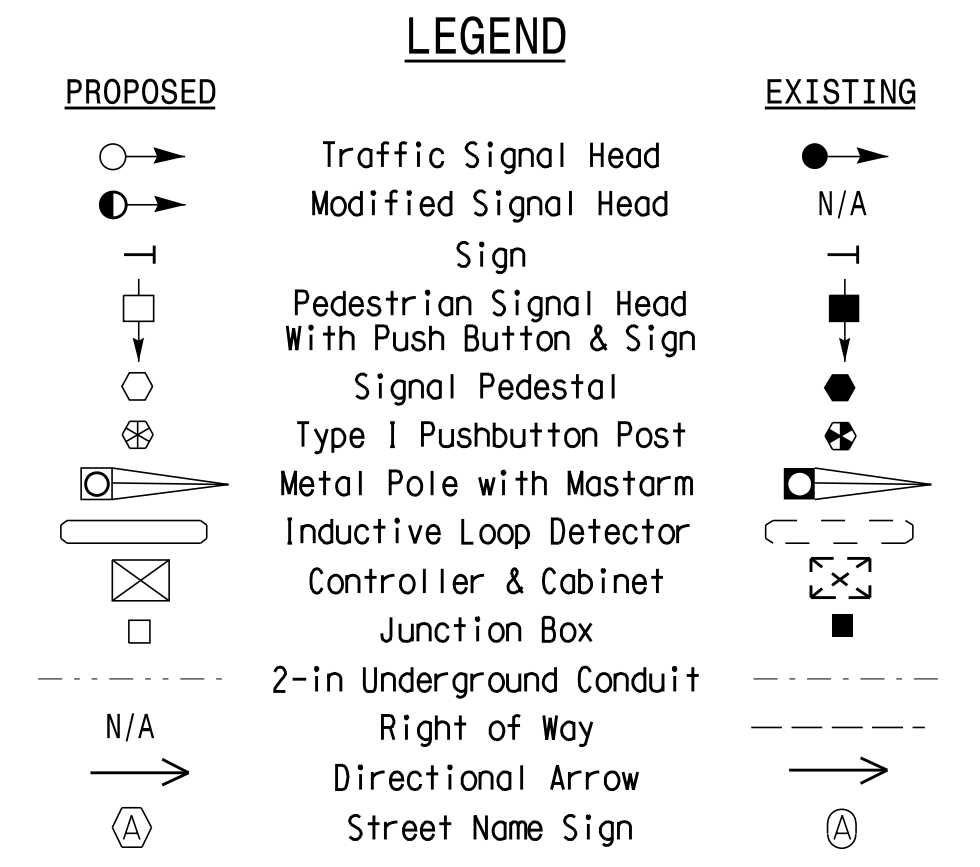 LEGEND
PROPOSED EXISTING
Traffic Signal Head
Modified Signal Head N/A
Sign
Pedestrian Signal Head
With Push Button & Sign
Signal Pedestal
Type I Pushbutton Post
Metal Pole with Mastarm
Inductive Loop Detector
Controller & Cabinet
Junction Box
2-in Underground Conduit
N/A Right of Way
Directional Arrow
A Street Name Sign A